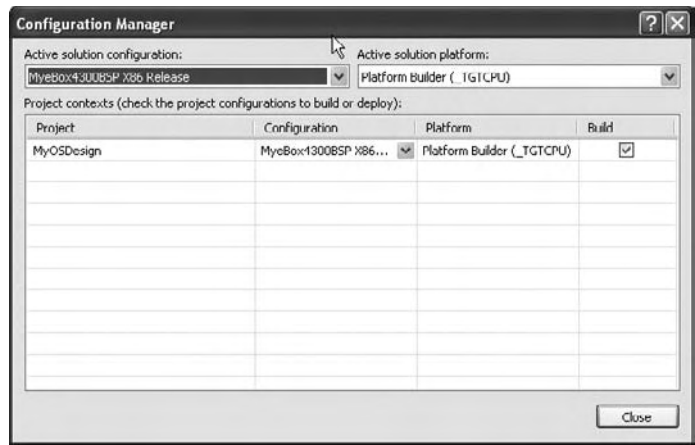 Configuration Manager
Active solution configuration: Active solution platform:
MyeBox4300BSP X86 Release Platform Builder (_TGTCPU)
Project contexts (check the project configurations to build or deploy):
Project Configuration Platform Build
MyOSDesign MyeBox4300BSP X86... Platform Builder (_TGTCPU)
Close